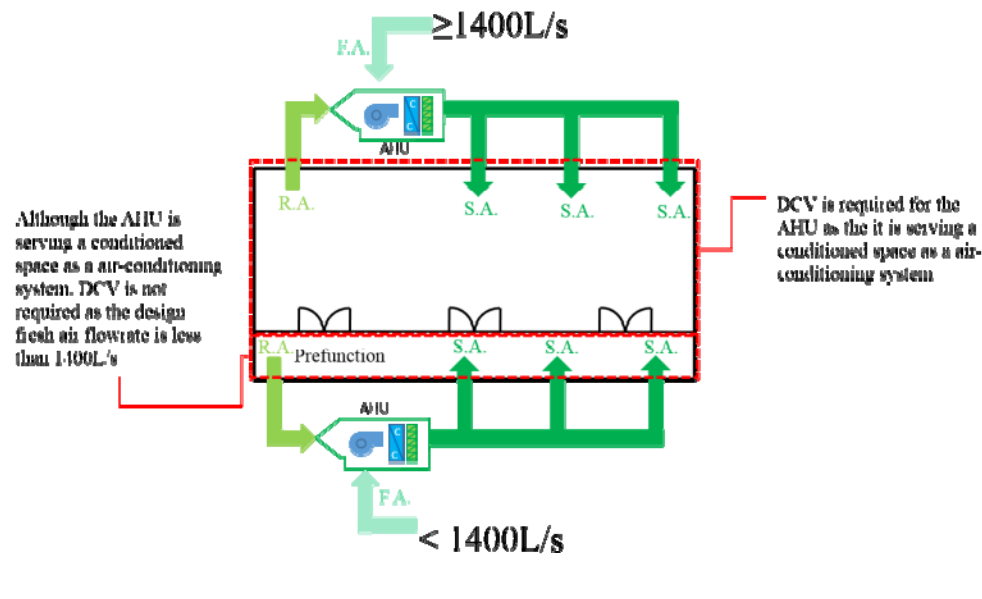 ≥1400L/s
F.A.
C
C
AHU
R.A.
S.A.
S.A.
S.A.
DCV is required for the
AHU as the it is serving a
conditioned space as a air-
conditioning system
Although the AHU is
serving a conditioned
space as a air-conditioning
system. DCV is not
required as the design
fresh air flowrate is less
than 1400L/s
R.A.
Prefunction
S.A.
S.A.
S.A.
AHU
C
C
F.A.
< 1400L/s